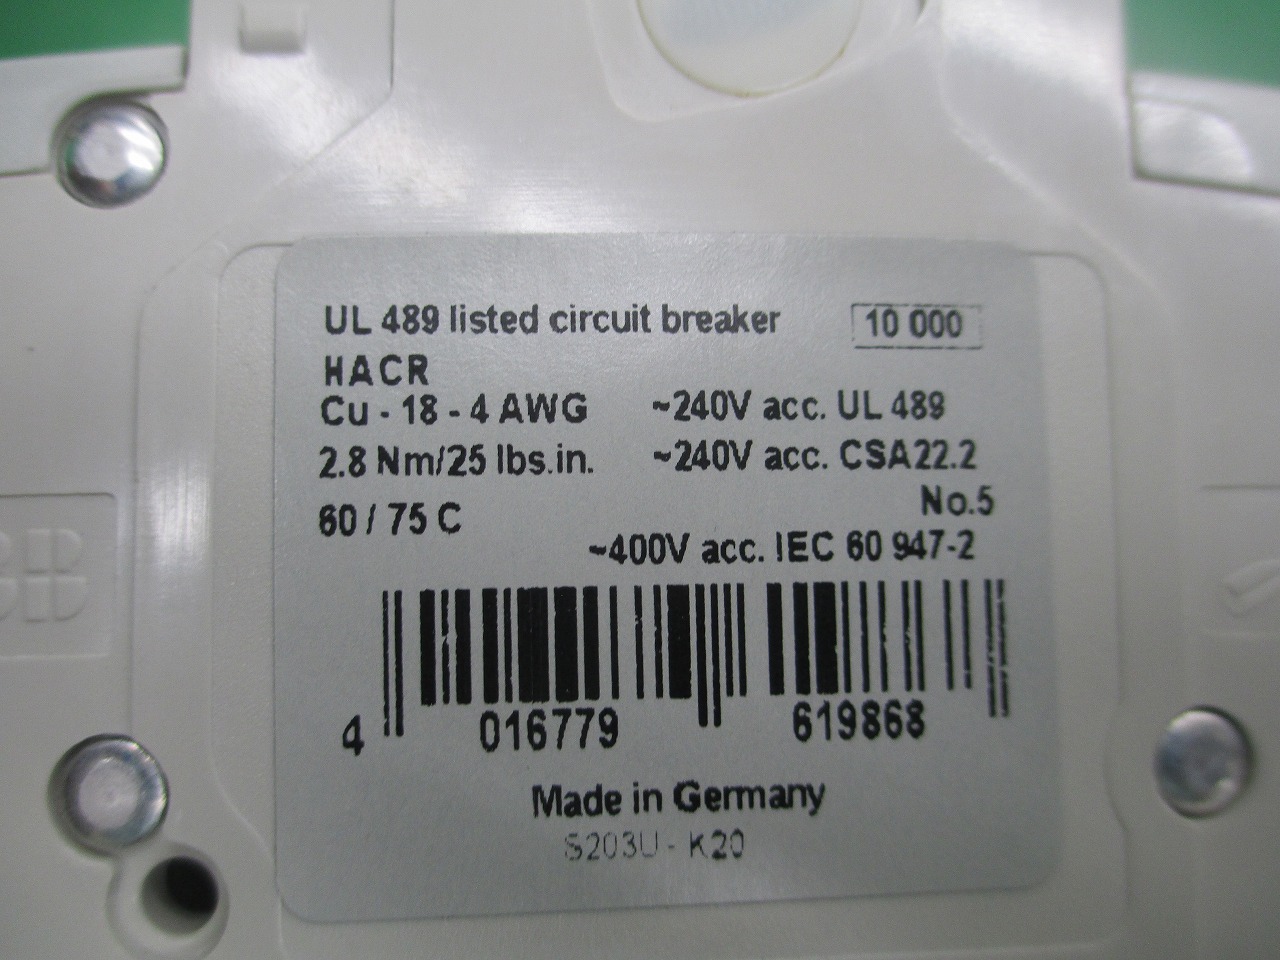 UL 489 listed circuit breaker 10 000
HACR
Cu - 18 - 4 AWG ~240V acc. UL 489
2.8 Nm/25 lbs.in. ~240V acc. CSA22.2
No.5
60 / 75 C
~400V acc. IEC 60 947-2
4 016779 619868
Made in Germany
S203U - K20